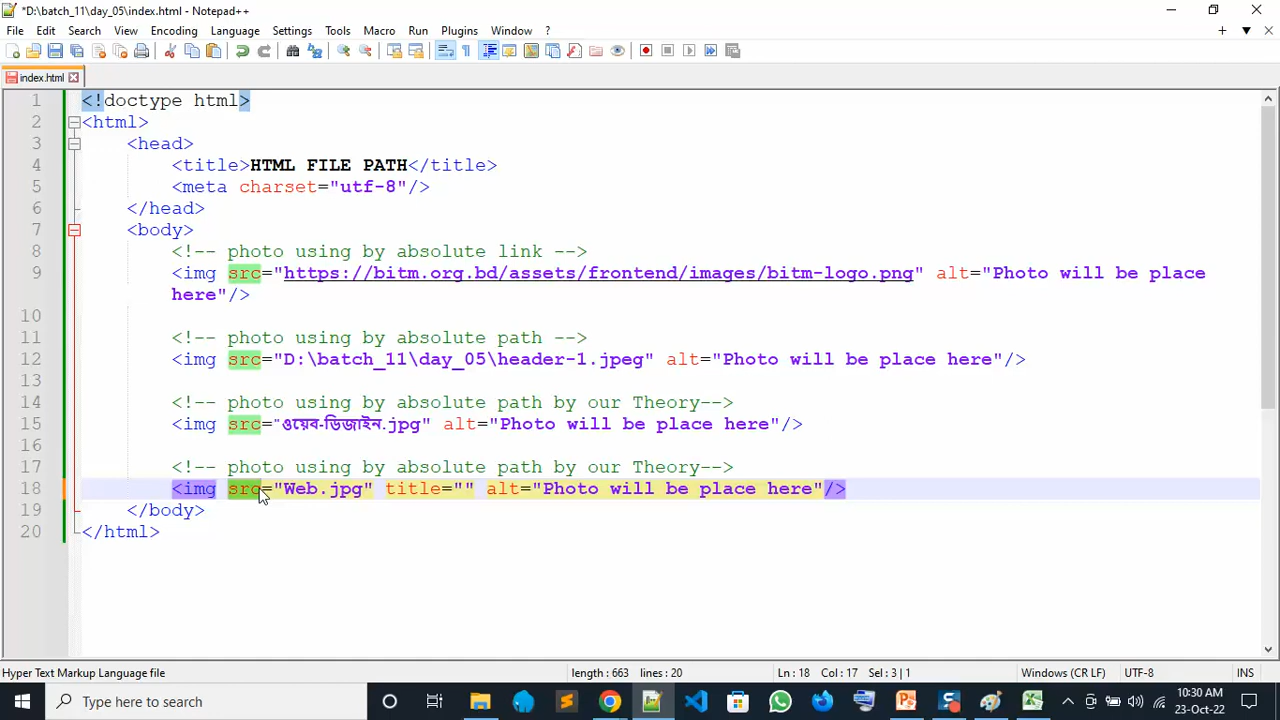 *D:\batch_11\day_05\index.html - Notepad++
File Edit Search View Encoding Language Settings Tools Macro Run Plugins Window ?
index.html
1 <!doctype html>
2 <html>
3 <head>
4 <title>HTML FILE PATH</title>
5 <meta charset="utf-8"/>
6 </head>
7 <body>
8 <!-- photo using by absolute link -->
9 <img src="https://bitm.org.bd/assets/frontend/images/bitm-logo.png" alt="Photo will be place
here"/>
10
11 <!-- photo using by absolute path -->
12 <img src="D:\batch_11\day_05\header-1.jpeg" alt="Photo will be place here"/>
13
14 <!-- photo using by absolute path by our Theory-->
15 <img src="ওয়েব-ডিজাইন.jpg" alt="Photo will be place here"/>
16
17 <!-- photo using by absolute path by our Theory-->
18 <img src="Web.jpg" title="" alt="Photo will be place here"/>
19 </body>
20 </html>
Hyper Text Markup Language file length : 663 lines : 20 Ln : 18 Col : 17 Sel : 3 | 1 Windows (CR LF) UTF-8 INS
Type here to search
10:30 AM
23-Oct-22